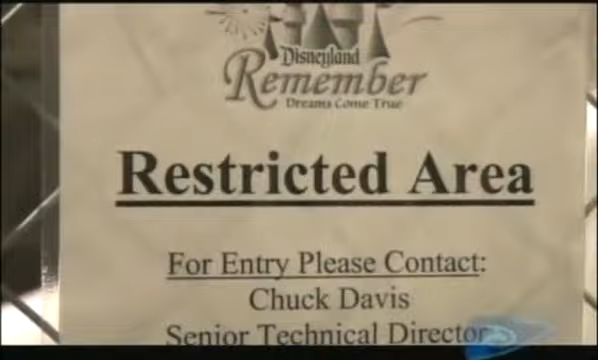 Disneyland
Remember
Dreams Come True
Restricted Area
For Entry Please Contact:
Chuck Davis
Senior Technical Director